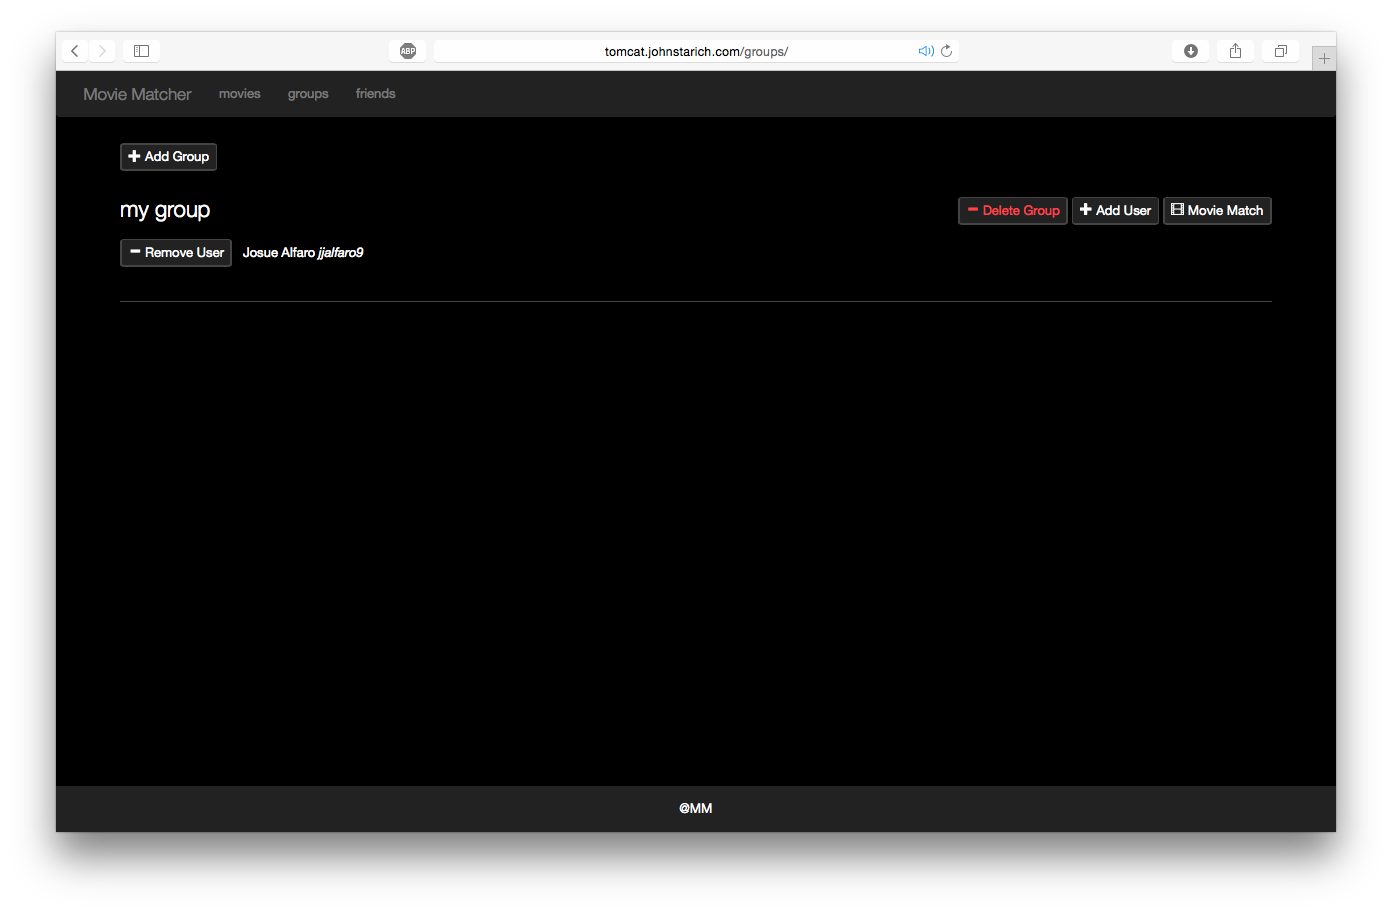 ABP
tomcat.johnstarich.com/groups/
Movie Matcher movies groups friends
Add Group
my group
Delete Group Add User Movie Match
Remove User Josue Alfaro jjalfaro9
@MM